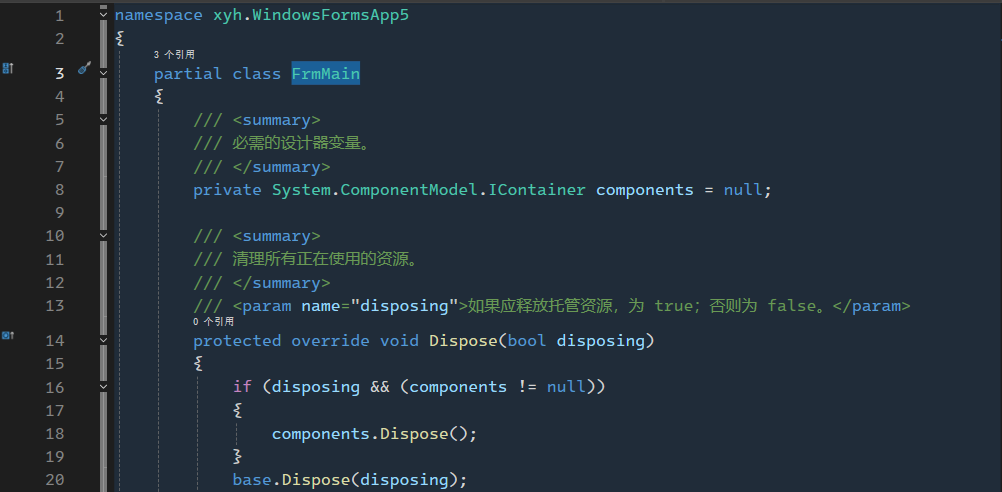 1 namespace xyh.WindowsFormsApp5
2 {
3 个引用
3 partial class FrmMain
4 {
5 /// <summary>
6 /// 必需的设计器变量。
7 /// </summary>
8 private System.ComponentModel.IContainer components = null;
9
10 /// <summary>
11 /// 清理所有正在使用的资源。
12 /// </summary>
13 /// <param name="disposing">如果应释放托管资源，为 true；否则为 false。</param>
0 个引用
14 protected override void Dispose(bool disposing)
15 {
16 if (disposing && (components != null))
17 {
18 components.Dispose();
19 }
20 base.Dispose(disposing);